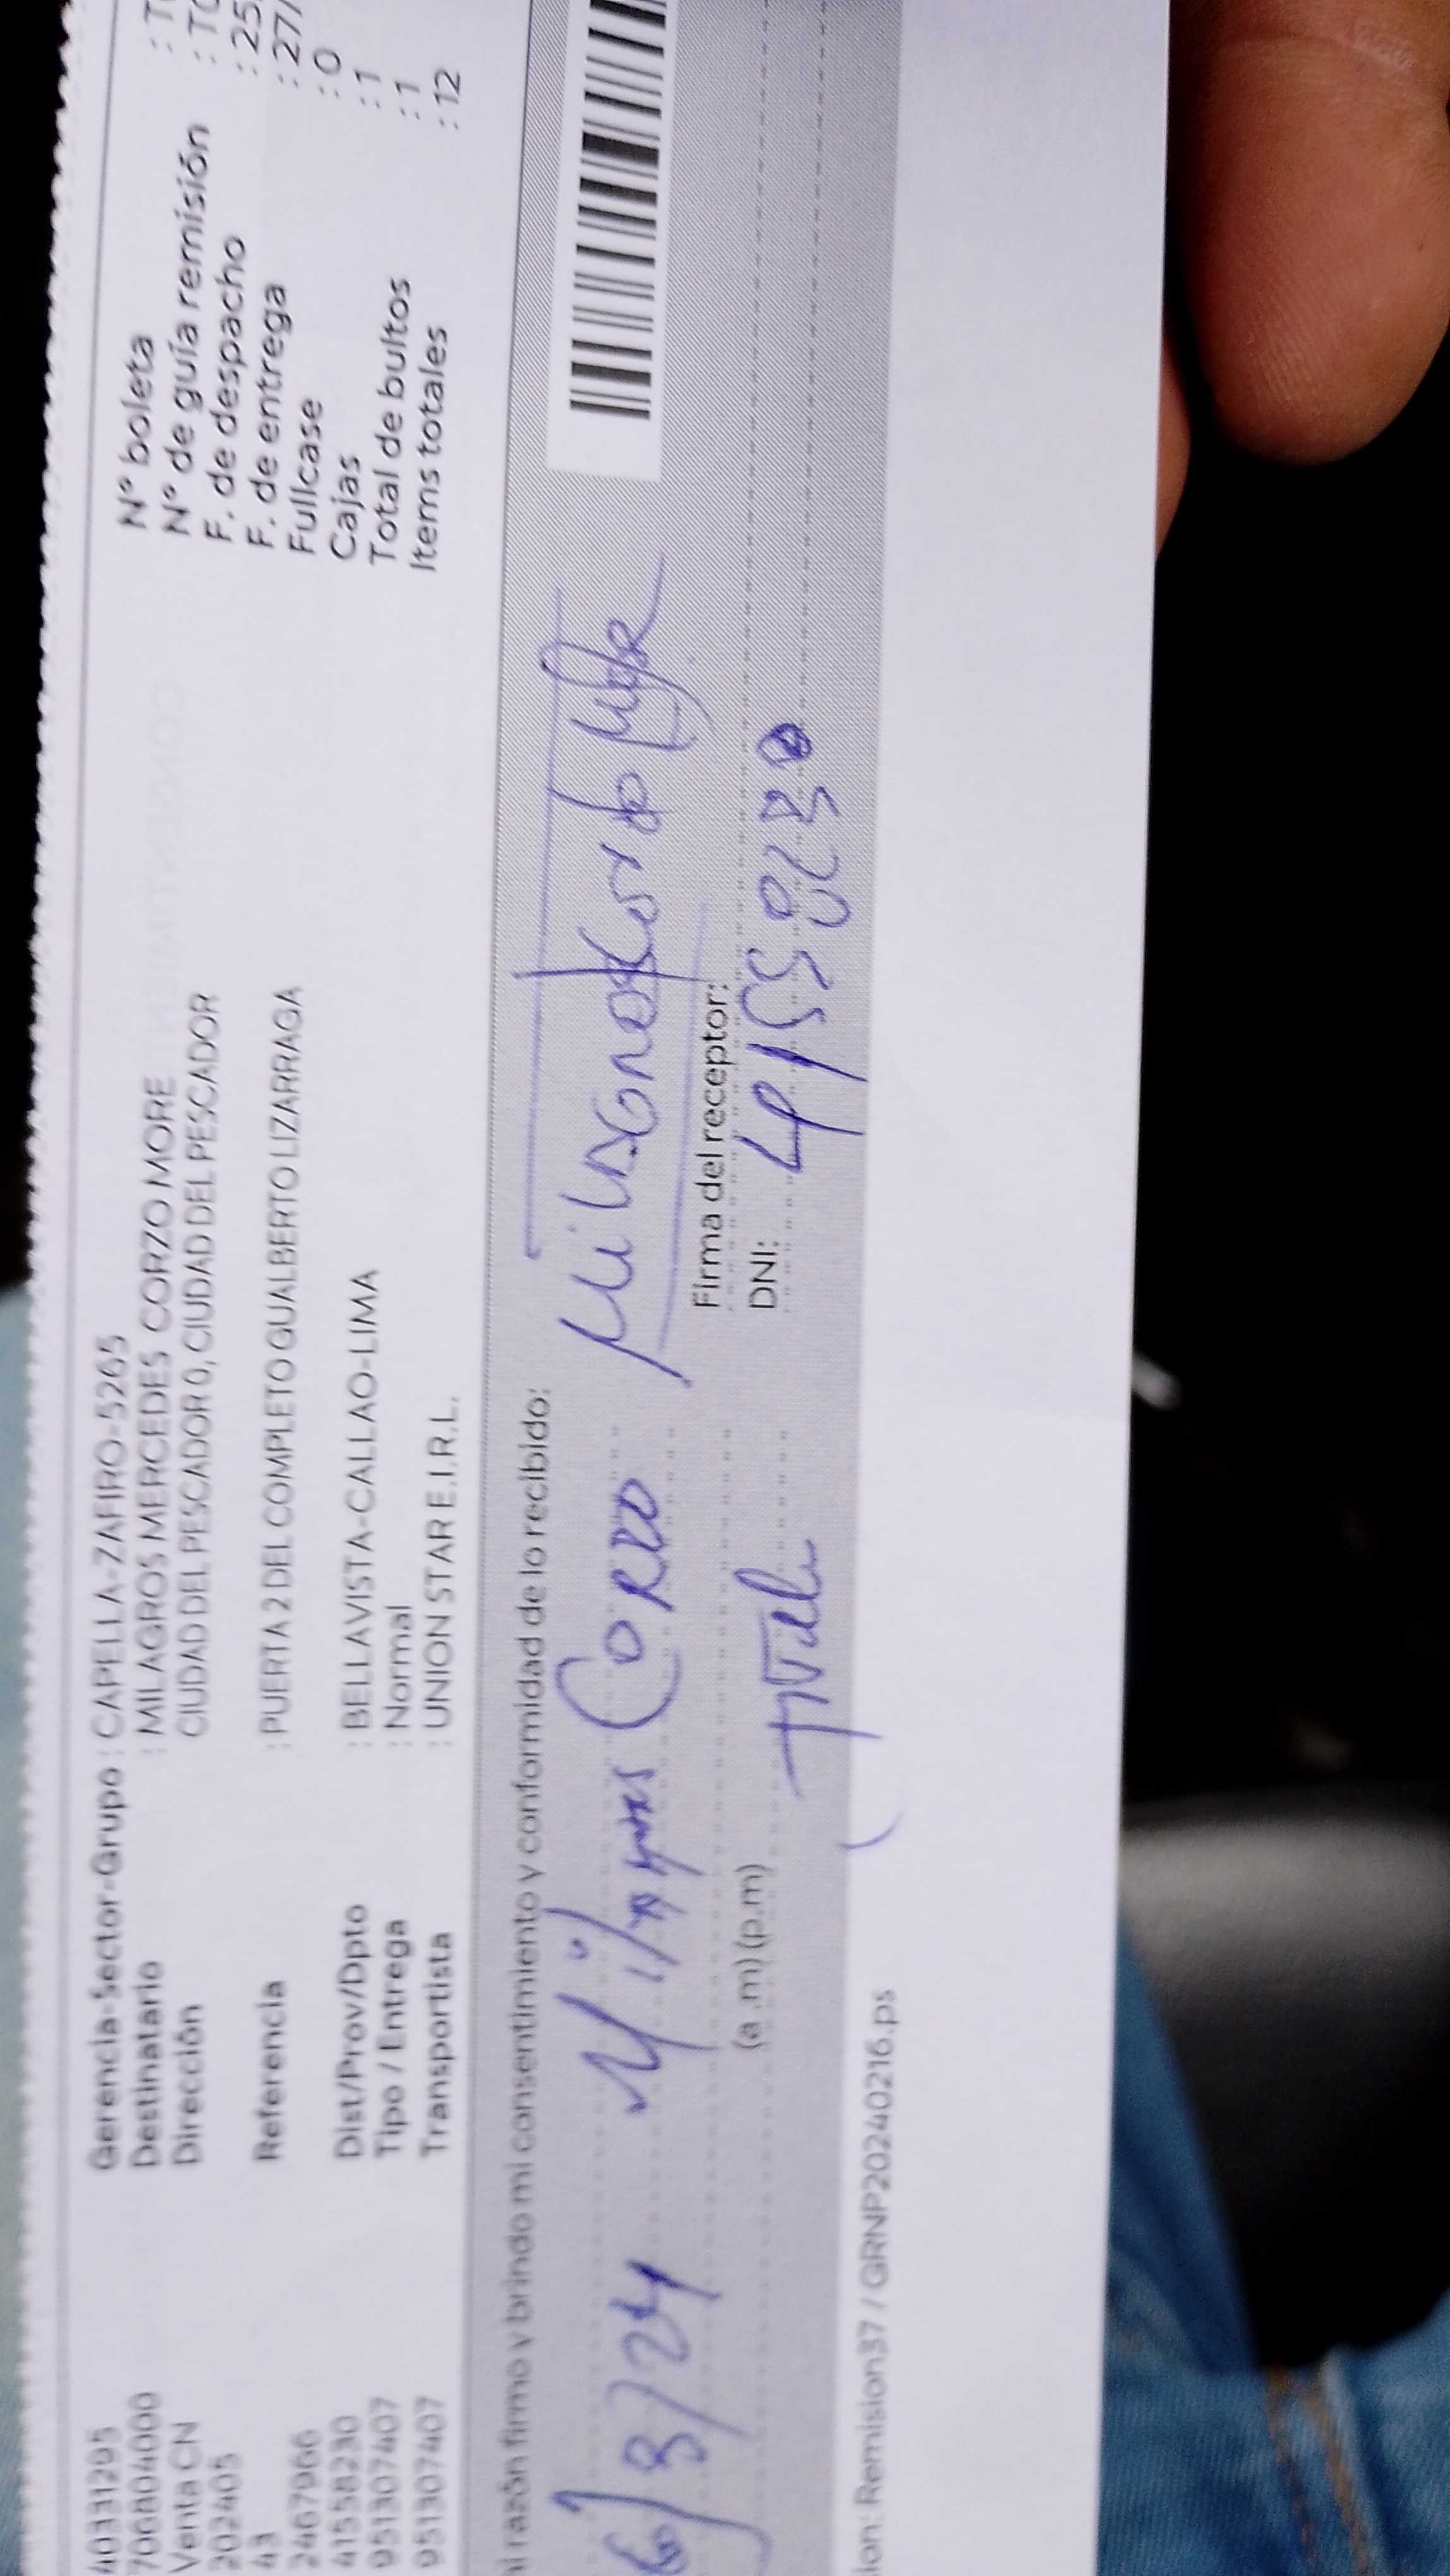 40331295
706804000
Venta CN
202405
43
2467966
41558230
951307407
951307407
Gerencia-Sector-Grupo : CAPELLA-ZAFIRO-5265
Destinatario : MILAGROS MERCEDES CORZO MORE
Dirección CIUDAD DEL PESCADOR 0, CIUDAD DEL PESCADOR
Referencia : PUERTA 2 DEL COMPLETO GUALBERTO LIZARRAGA
Dist/Prov/Dpto : BELLAVISTA-CALLAO-LIMA
Tipo / Entrega : Normal
Transportista : UNION STAR E.I.R.L.
N° boleta : T
N° de guía remisión : T
F. de despacho : 25
F. de entrega : 27/
Fullcase : 0
Cajas : 1
Total de bultos : 1
Items totales : 12
razón firmo y brindo mi consentimiento y conformidad de lo recibido:
6/3/24 Milagros Corzo
(a .m) (p.m)
Firma del receptor:
DNI: 41558230
ion: Remision37 / GRNP20240216.ps